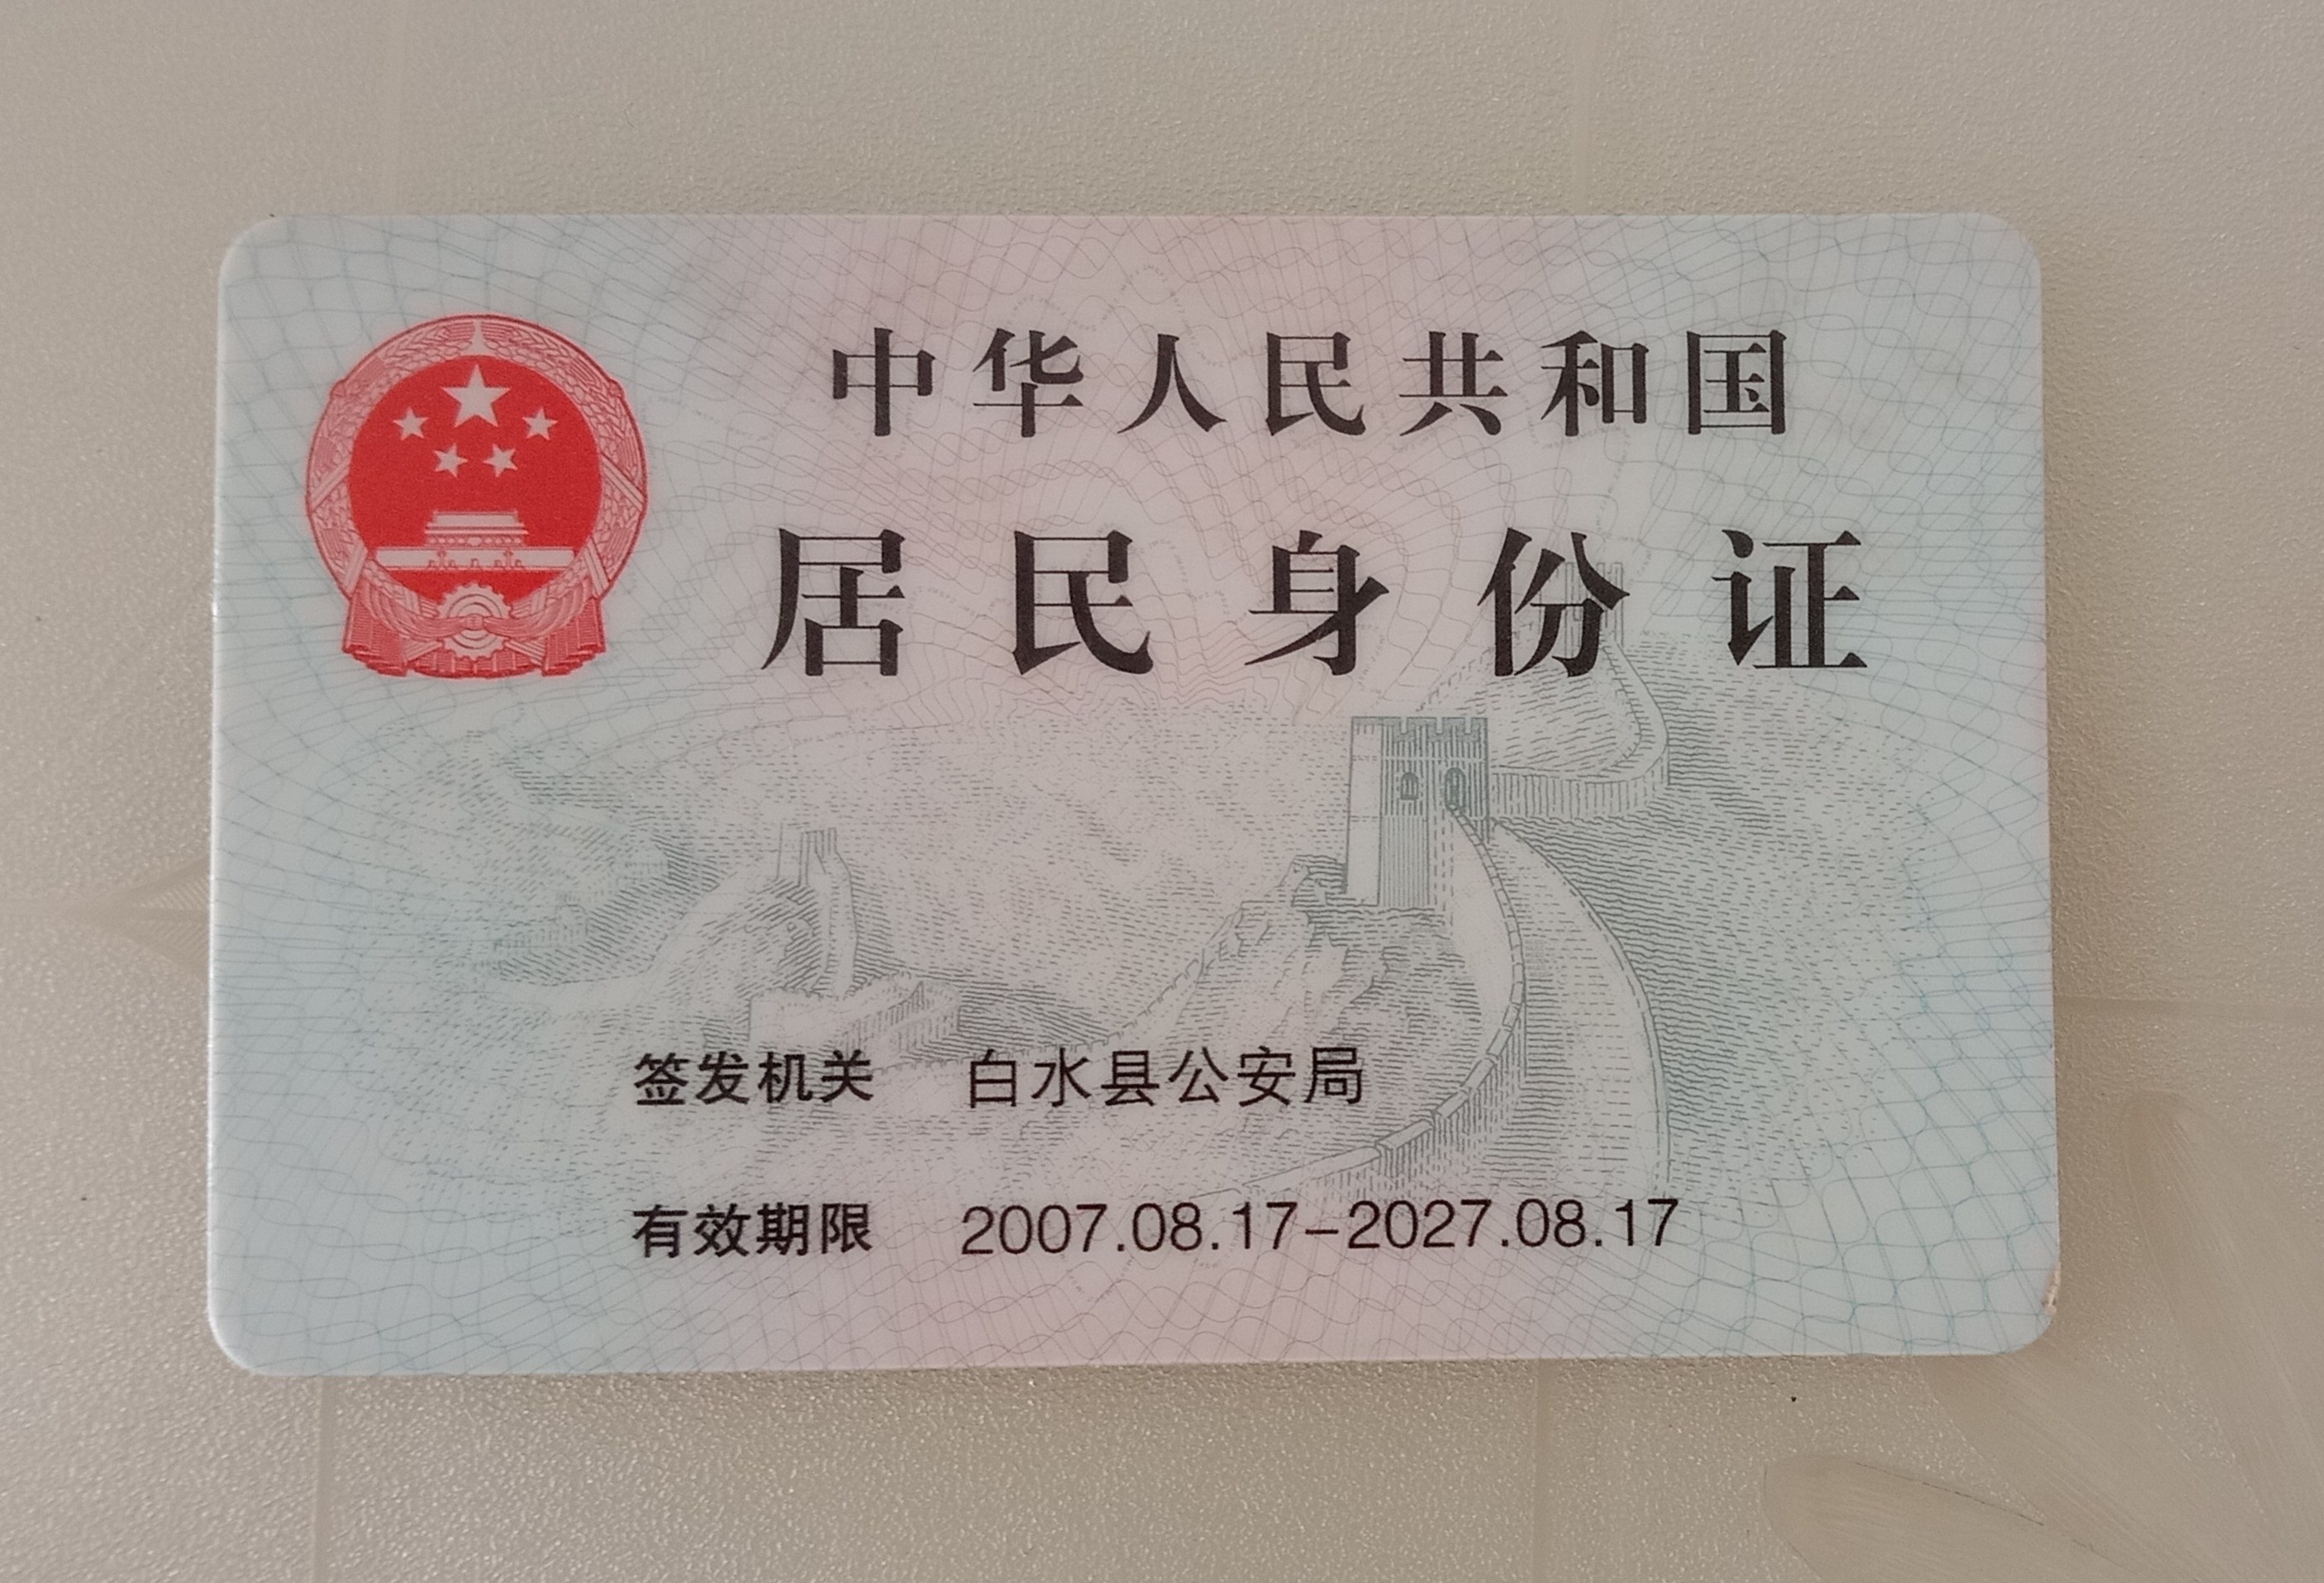 中华人民共和国
居民身份证
签发机关 白水县公安局
有效期限 2007.08.17-2027.08.17